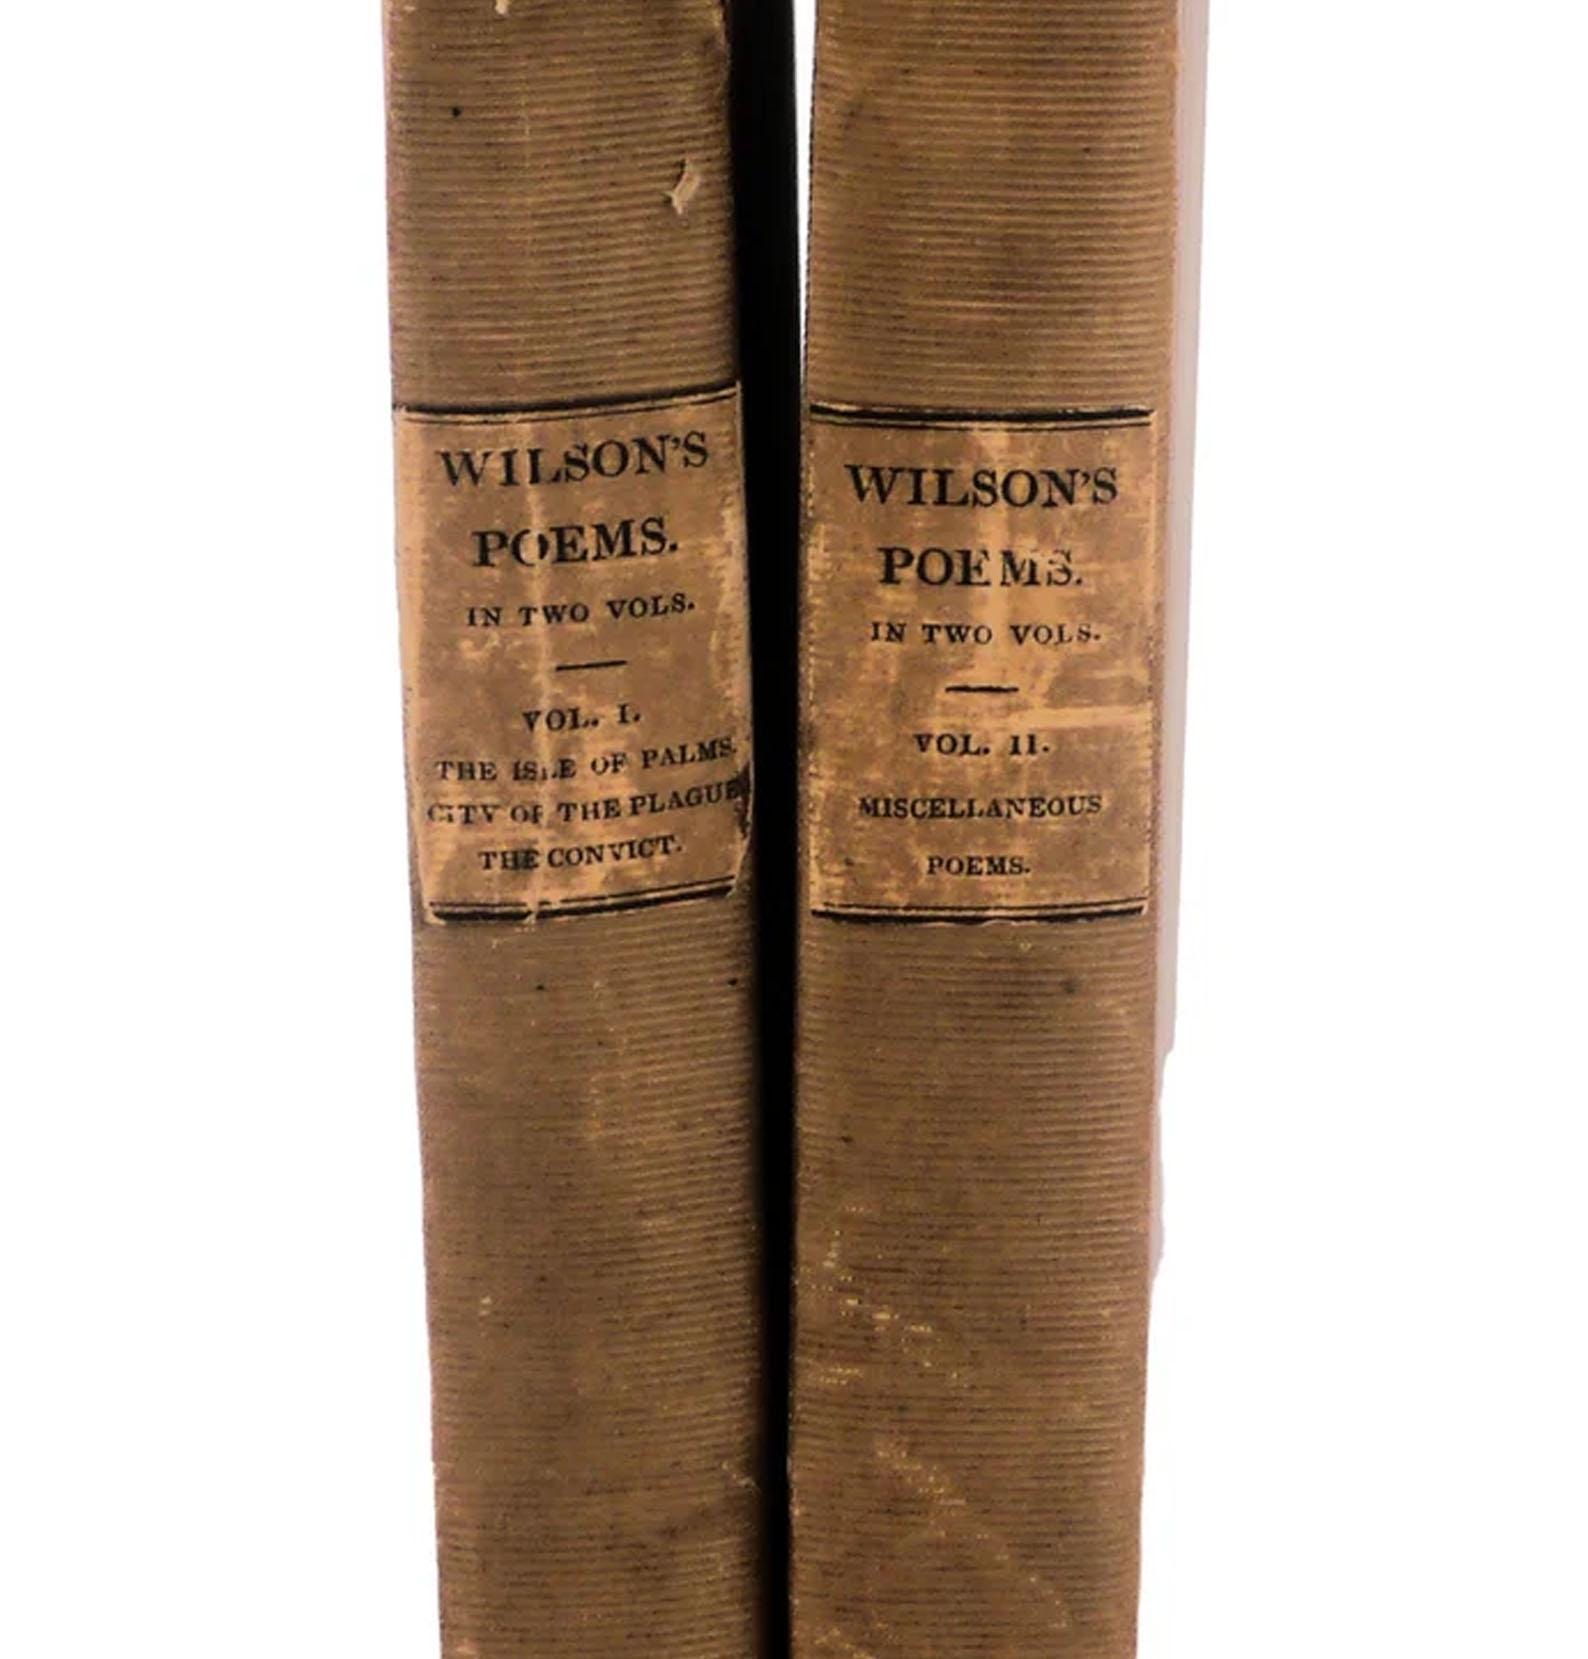 WILSON'S
POEMS.
IN TWO VOLS.
VOL. I.
THE ISLE OF PALMS.
CITY OF THE PLAGUE
THE CONVICT.
WILSON'S
POEMS.
IN TWO VOLS.
VOL. II.
MISCELLANEOUS
POEMS.